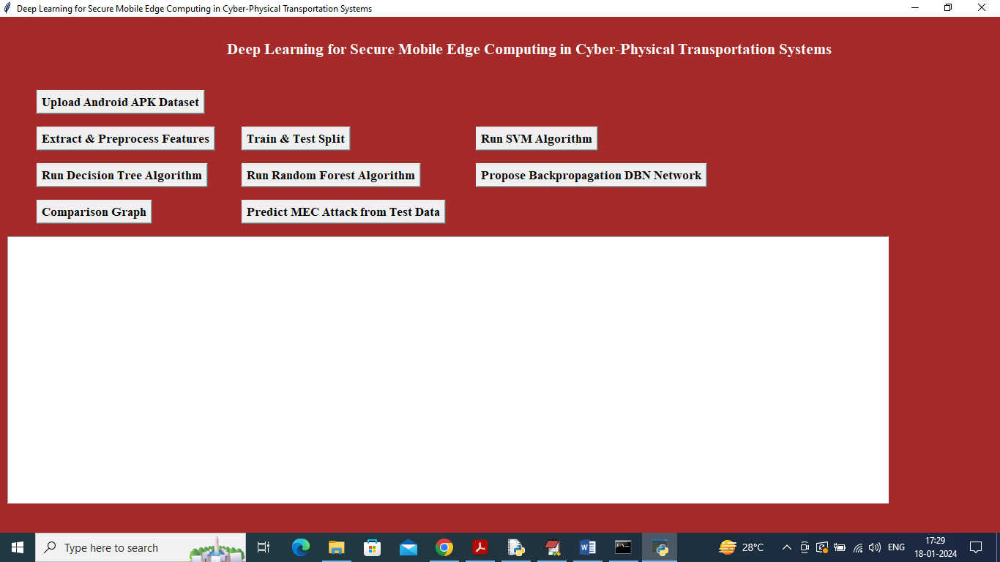 Deep Learning for Secure Mobile Edge Computing in Cyber-Physical Transportation Systems
Deep Learning for Secure Mobile Edge Computing in Cyber-Physical Transportation Systems
Upload Android APK Dataset
Extract & Preprocess Features Train & Test Split Run SVM Algorithm
Run Decision Tree Algorithm Run Random Forest Algorithm Propose Backpropagation DBN Network
Comparison Graph Predict MEC Attack from Test Data
Type here to search 28°C ENG 17:29
18-01-2024